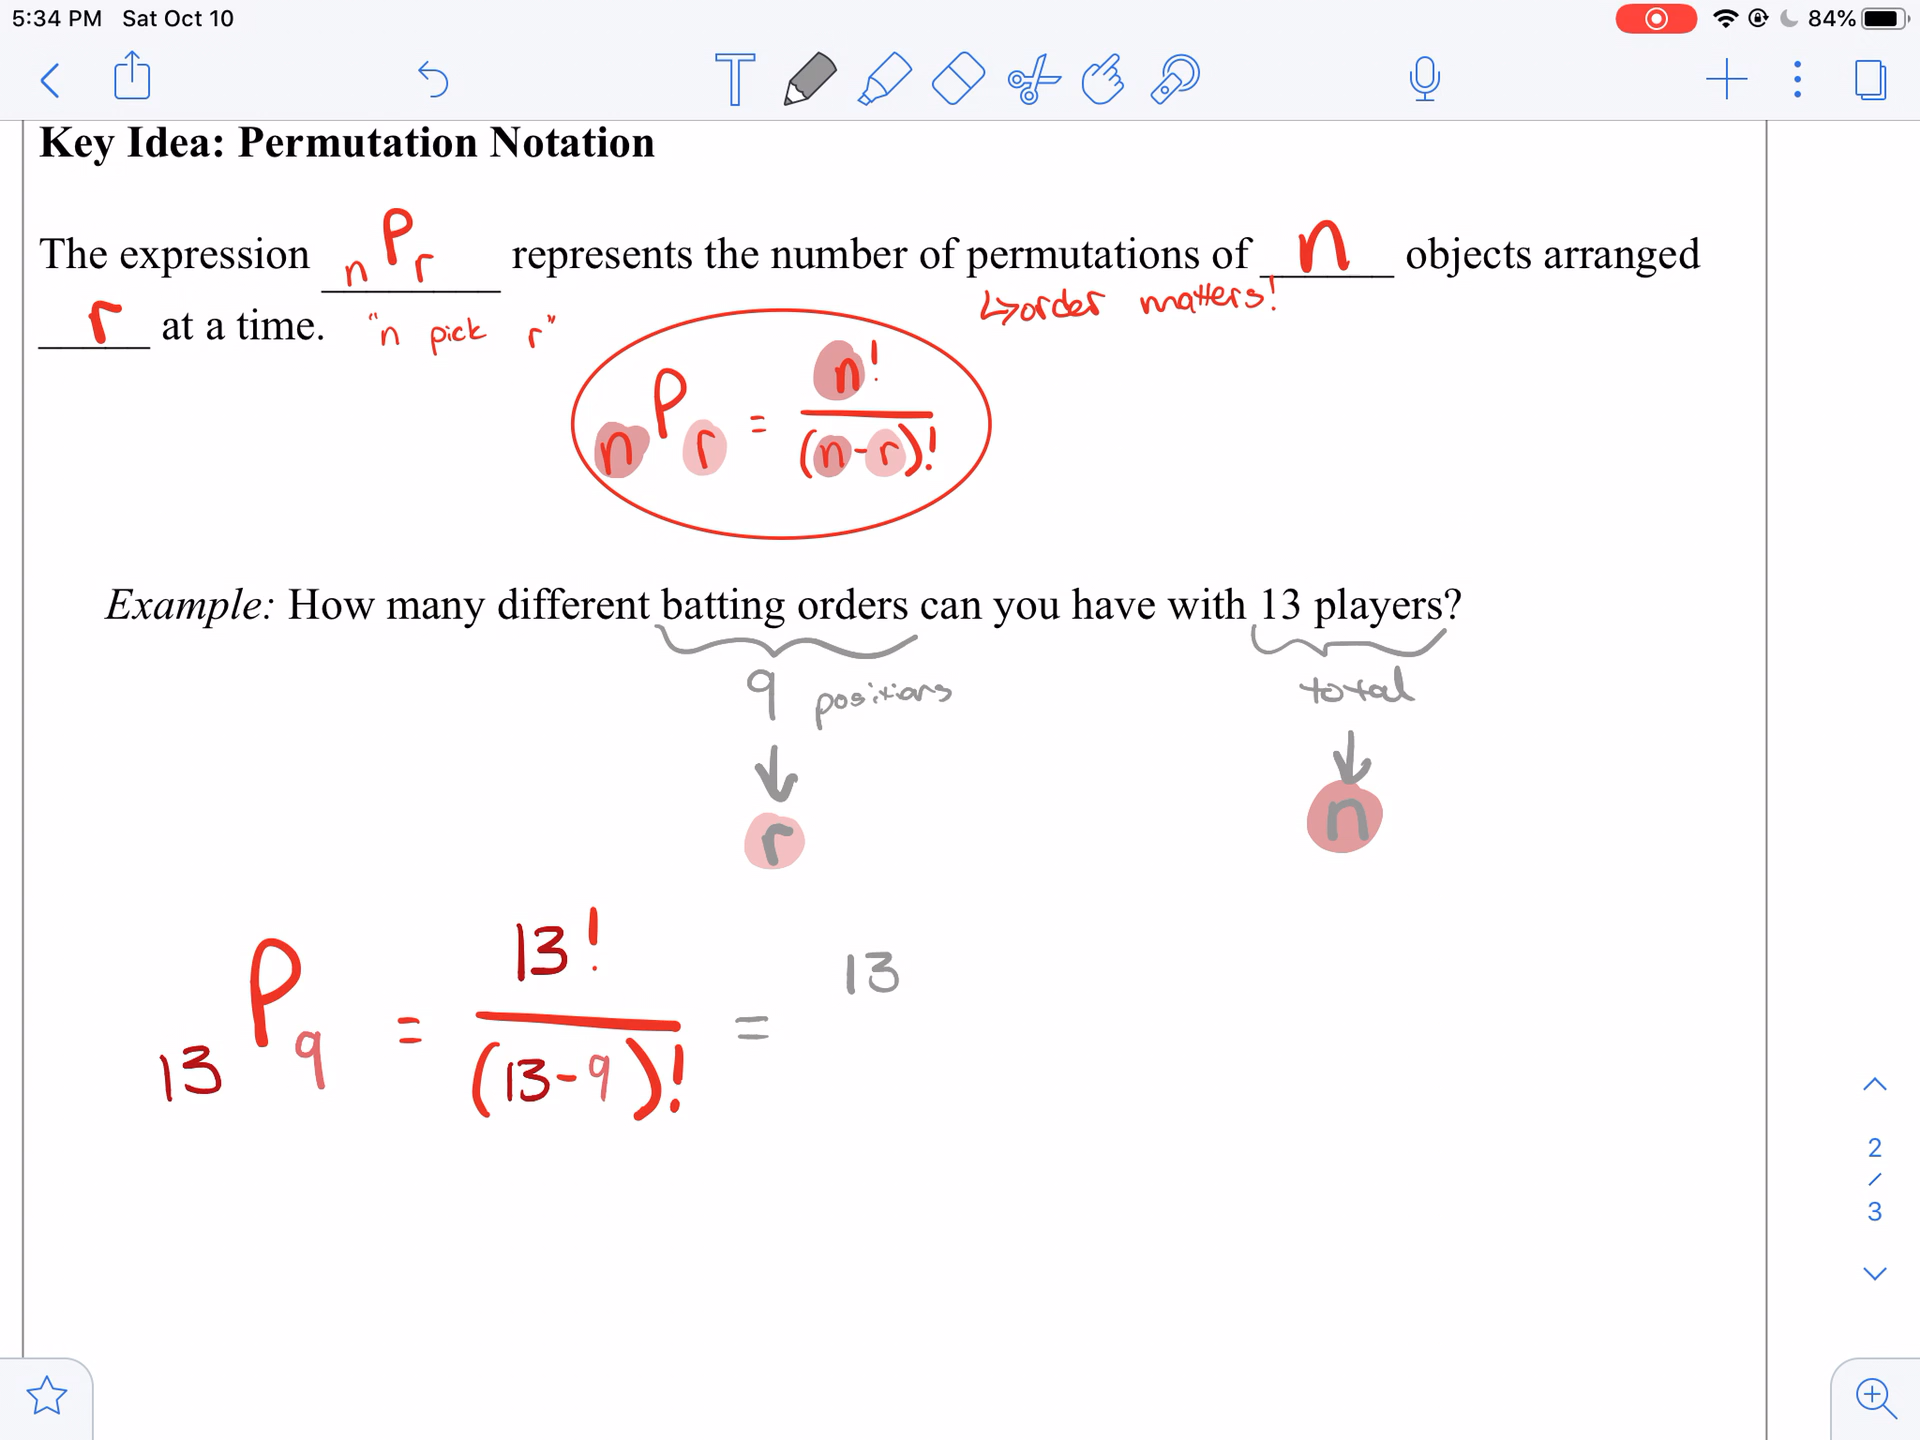 5:34 PM Sat Oct 10 84%
T
Key Idea: Permutation Notation
The expression nPr represents the number of permutations of n objects arranged
↳order matters!
r at a time. "n pick r"
nPr = n! / (n-r)!
Example: How many different batting orders can you have with 13 players?
9 positions total
↓ ↓
r n
13P9 = 13! / (13-9)! = 13
2
/
3